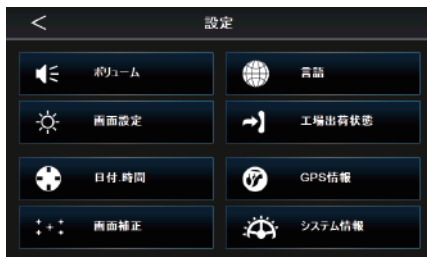 設定
ボリューム
言語
画面設定
工場出荷状態
日付.時間
GPS情報
画面補正
システム情報